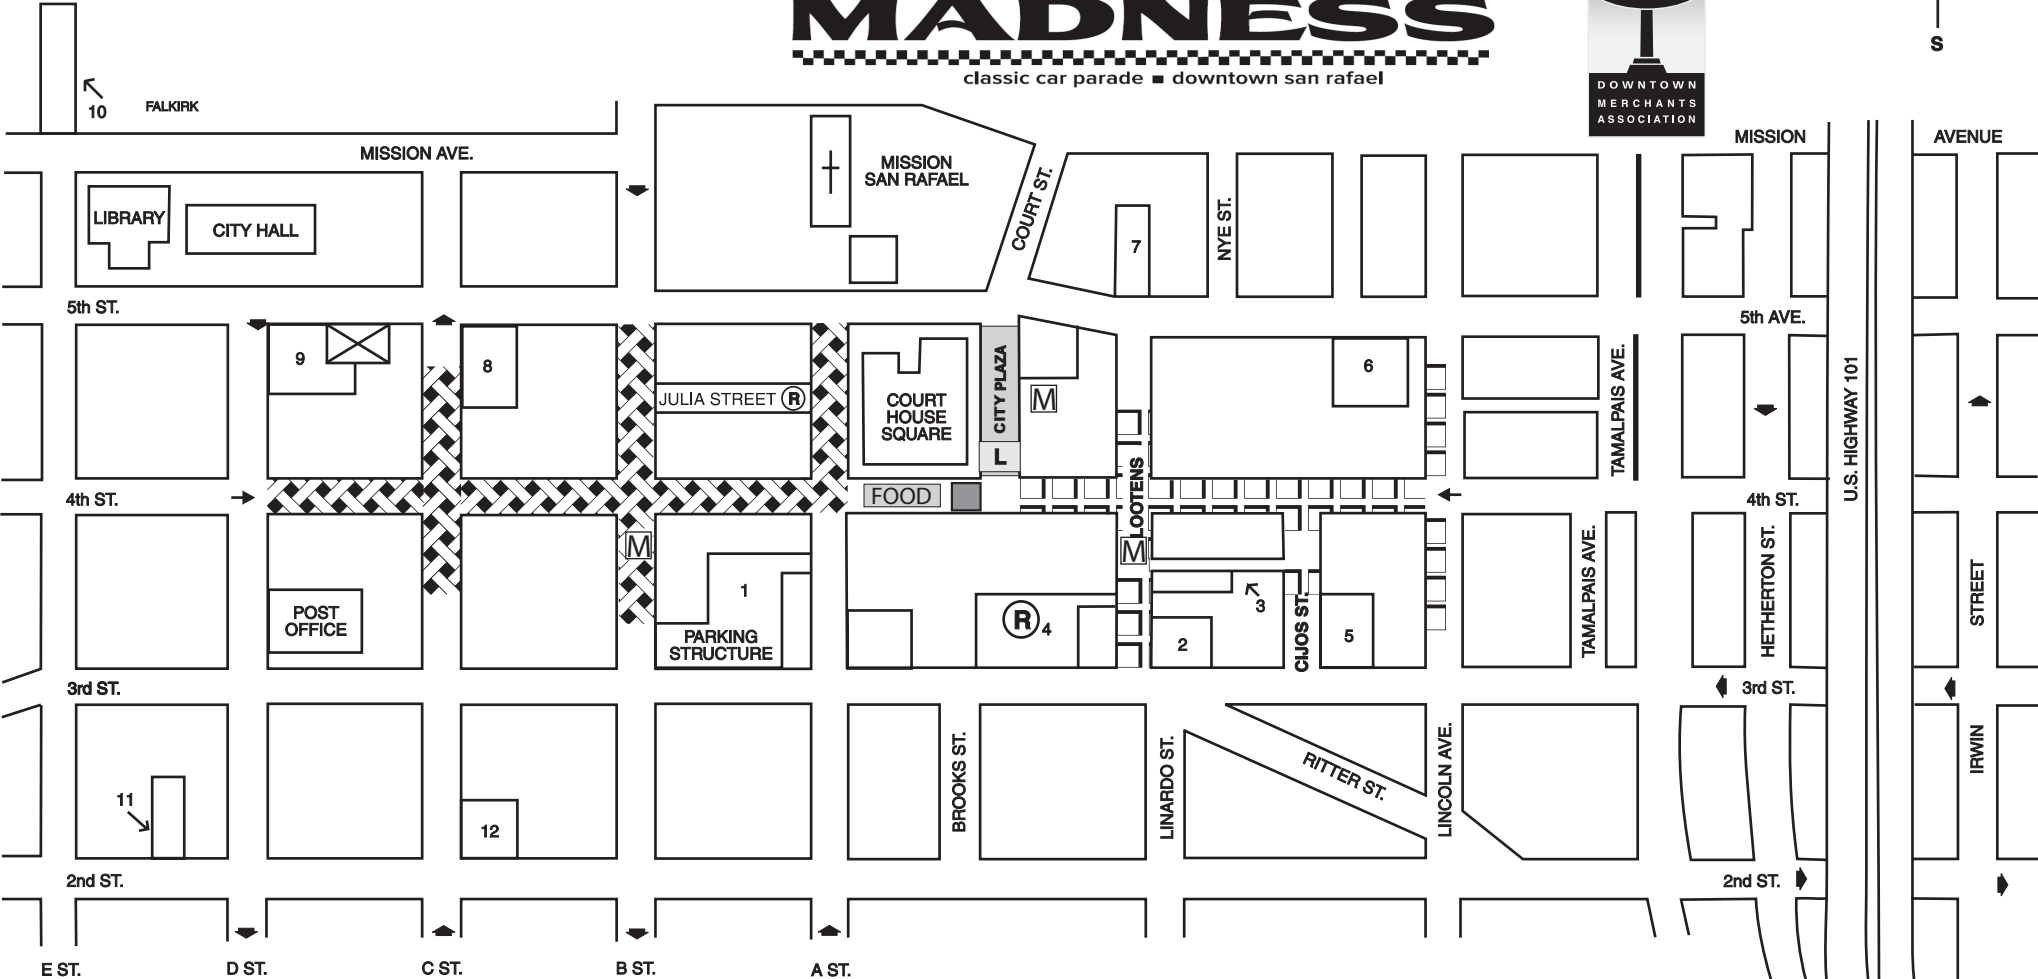 MADNESS
classic car parade ■ downtown san rafael
S
DOWNTOWN
MERCHANTS
ASSOCIATION
10
FALKIRK
MISSION AVE.
MISSION
AVENUE
MISSION
SAN RAFAEL
COURT ST.
NYE ST.
7
LIBRARY
CITY HALL
5th ST.
5th AVE.
9
8
JULIA STREET R
COURT
HOUSE
SQUARE
CITY PLAZA
L
M
6
TAMALPAIS AVE.
U.S. HIGHWAY 101
4th ST.
FOOD
LOOTENS
4th ST.
M
M
1
PARKING
STRUCTURE
POST
OFFICE
R 4
2
3
CIJOS ST.
5
TAMALPAIS AVE.
HETHERTON ST.
STREET
3rd ST.
3rd ST.
11
12
BROOKS ST.
LINARDO ST.
RITTER ST.
LINCOLN AVE.
IRWIN
2nd ST.
2nd ST.
E ST.
D ST.
C ST.
B ST.
A ST.